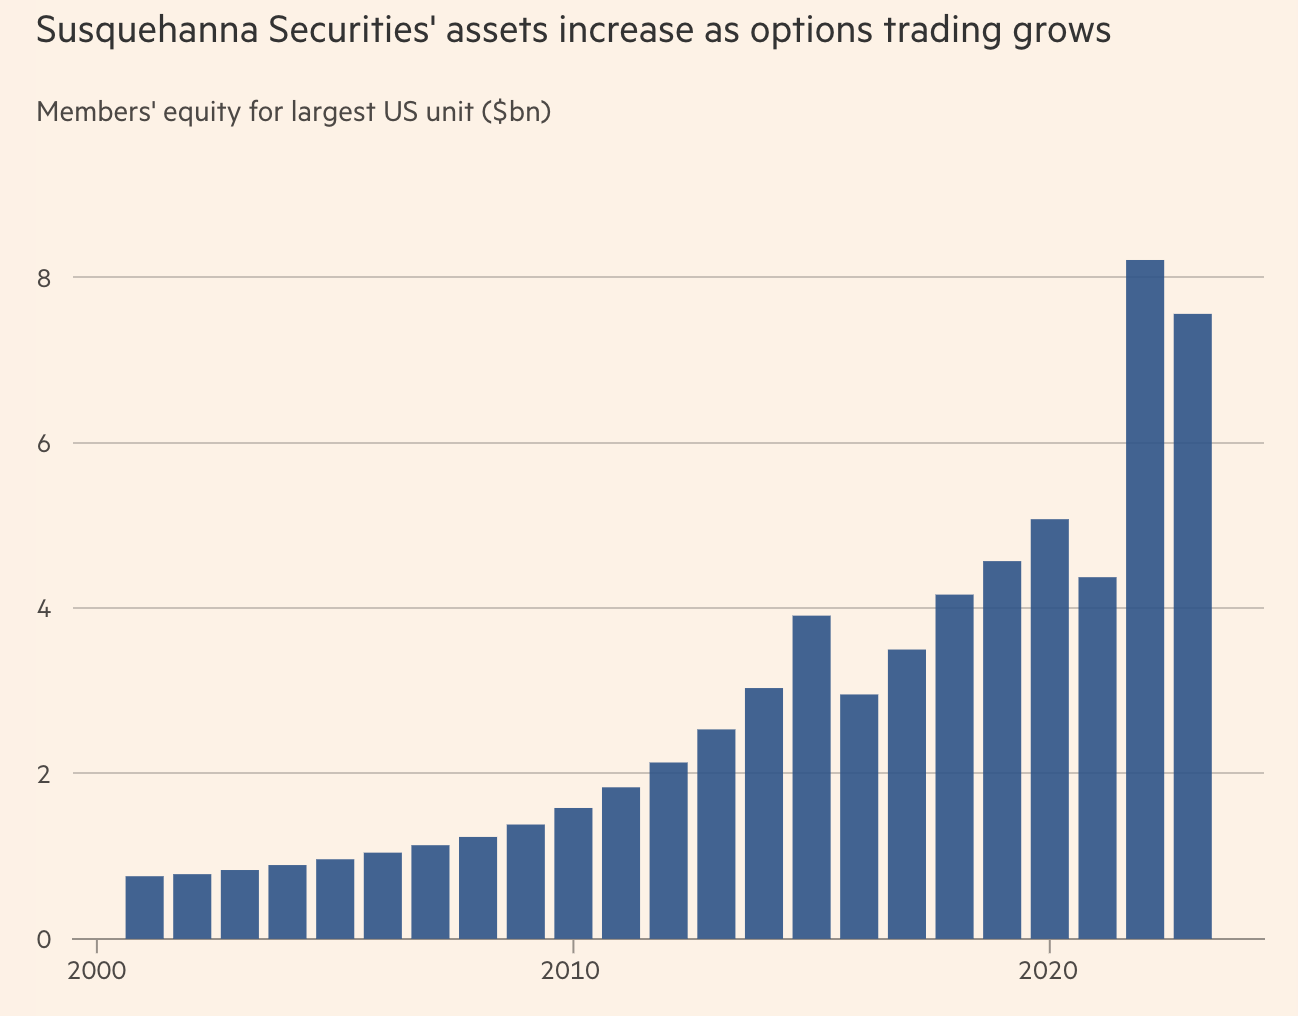 Susquehanna Securities' assets increase as options trading grows
Members' equity for largest US unit ($bn)
8
6
4
2
0
2000 2010 2020